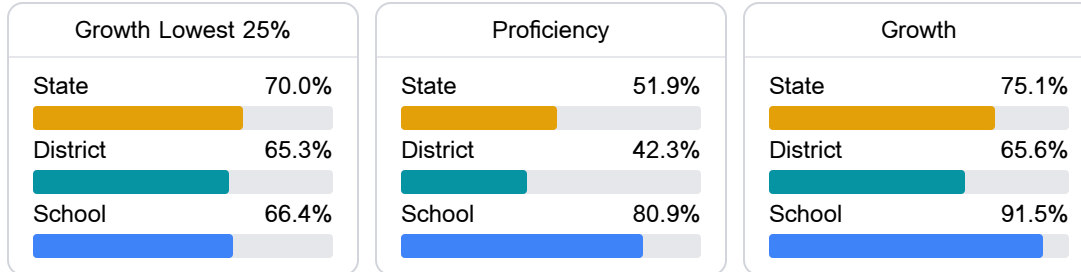 Growth Lowest 25%
State 70.0%
District 65.3%
School 66.4%
Proficiency
State 51.9%
District 42.3%
School 80.9%
Growth
State 75.1%
District 65.6%
School 91.5%